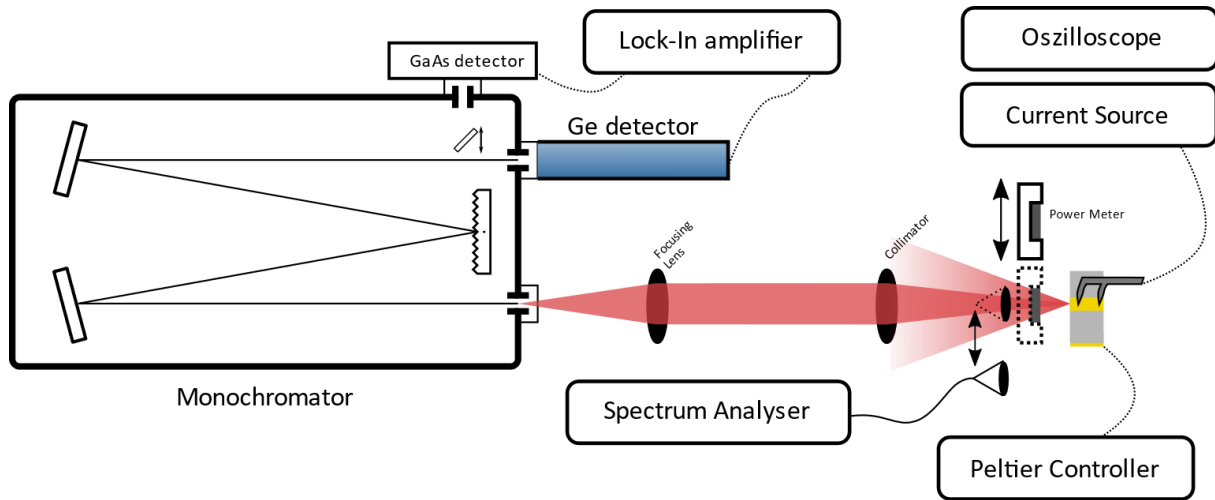 Lock-In amplifier
Oszilloscope
GaAs detector
Current Source
Ge detector
Power Meter
Focusing
Lens
Collimator
Monochromator
Spectrum Analyser
Peltier Controller